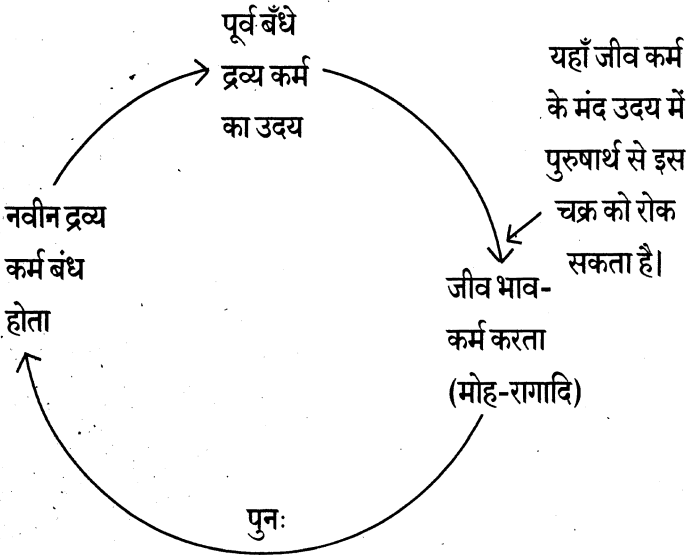 पूर्व बँधे
द्रव्य कर्म
का उदय
यहाँ जीव कर्म
के मंद उदय में
पुरुषार्थ से इस
चक्र को रोक
सकता है।
जीव भाव-
कर्म करता
(मोह-रागादि)
पुनः
नवीन द्रव्य
कर्म बंध
होता